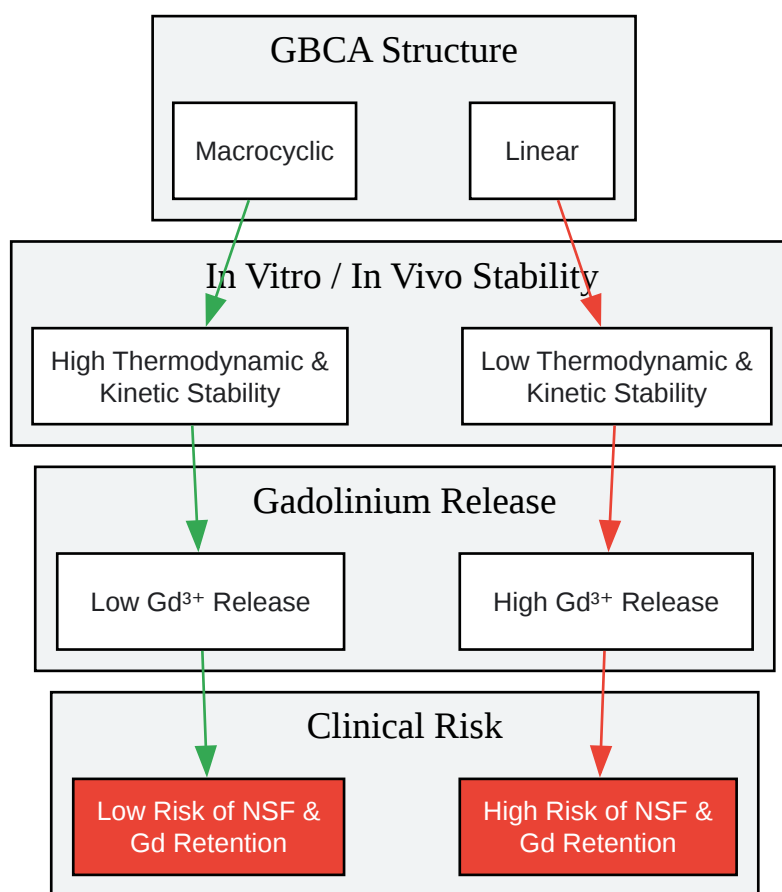 GBCA Structure
Macrocyclic
Linear
In Vitro / In Vivo Stability
High Thermodynamic &
Kinetic Stability
Low Thermodynamic &
Kinetic Stability
Gadolinium Release
Low Gd³⁺ Release
High Gd³⁺ Release
Clinical Risk
Low Risk of NSF &
Gd Retention
High Risk of NSF &
Gd Retention